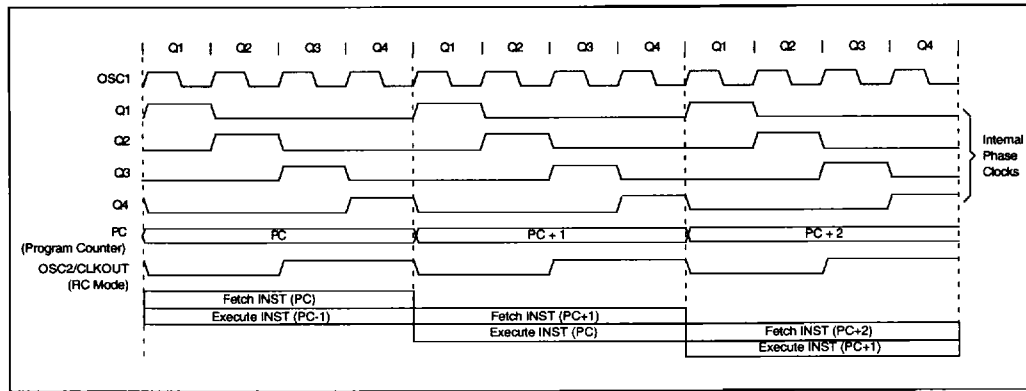 Q1 | Q2 | Q3 | Q4 | Q1 | Q2 | Q3 | Q4 | Q1 | Q2 | Q3 | Q4
OSC1
Q1
Q2
Q3
Q4
Internal
Phase
Clocks
PC
(Program Counter)
PC
PC + 1
PC + 2
OSC2/CLKOUT
(RC Mode)
Fetch INST (PC)
Execute INST (PC-1)
Fetch INST (PC+1)
Execute INST (PC)
Fetch INST (PC+2)
Execute INST (PC+1)